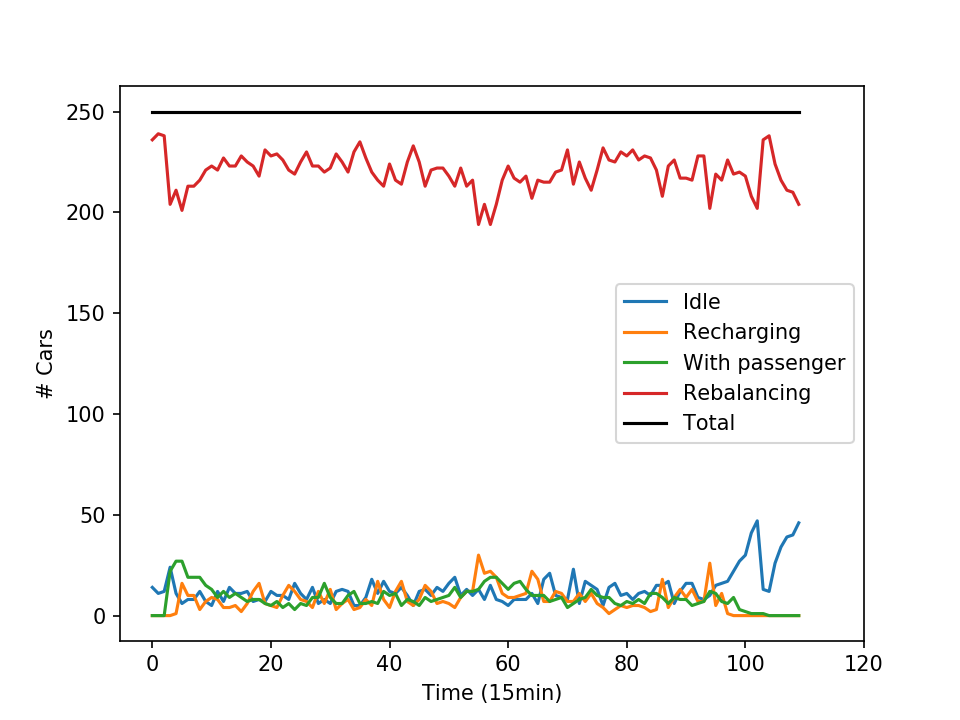 250
200
150
100
50
0
# Cars
Idle
Recharging
With passenger
Rebalancing
Total
0 20 40 60 80 100 120
Time (15min)